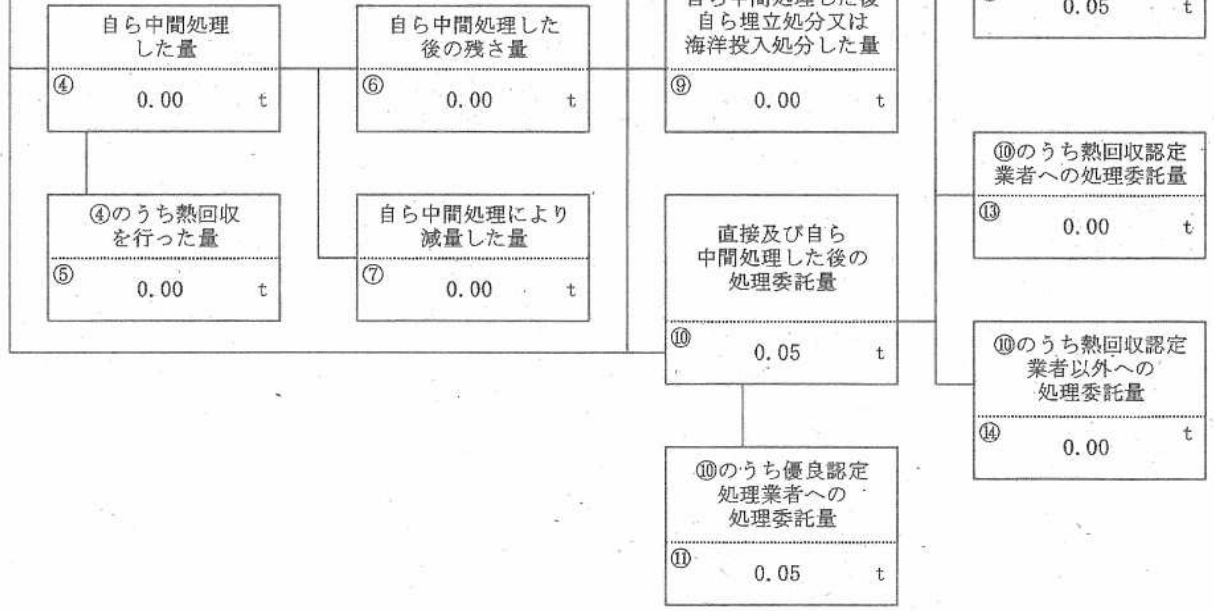 自ら中間処理
した量
④
0.00 t
自ら中間処理した
後の残さ量
⑥
0.00 t
自ら中間処理した後
自ら埋立処分又は
海洋投入処分した量
⑨
0.00 t
0.05 t
④のうち熱回収
を行った量
⑤
0.00 t
自ら中間処理により
減量した量
⑦
0.00 t
直接及び自ら
中間処理した後の
処理委託量
⑩
0.05 t
⑩のうち熱回収認定
業者への処理委託量
⑬
0.00 t
⑩のうち熱回収認定
業者以外への
処理委託量
⑭
0.00 t
⑩のうち優良認定
処理業者への
処理委託量
⑪
0.05 t